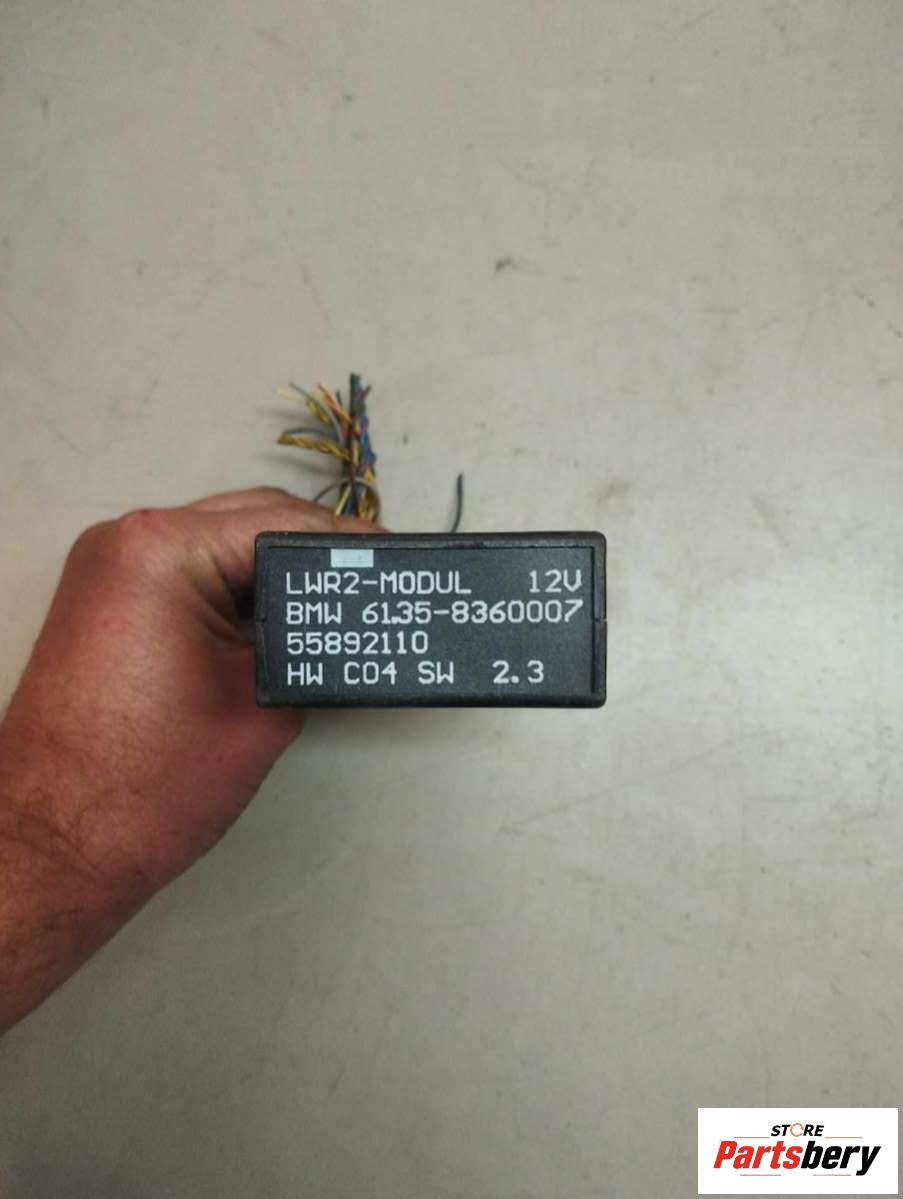 LWR2-MODUL 12V
BMW 61.35-8360007
55892110
HW C04 SW 2.3
STORE
Partsbery